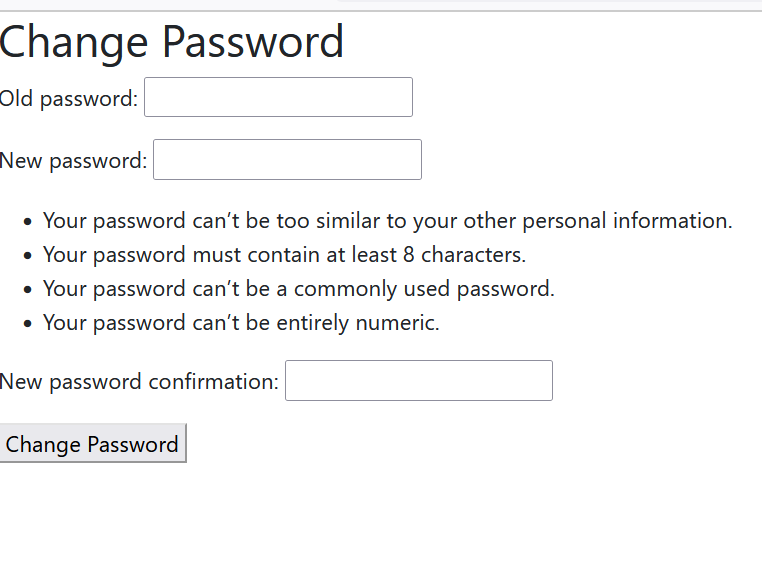 Change Password
Old password:
New password:
• Your password can’t be too similar to your other personal information.
• Your password must contain at least 8 characters.
• Your password can’t be a commonly used password.
• Your password can’t be entirely numeric.
New password confirmation:
Change Password